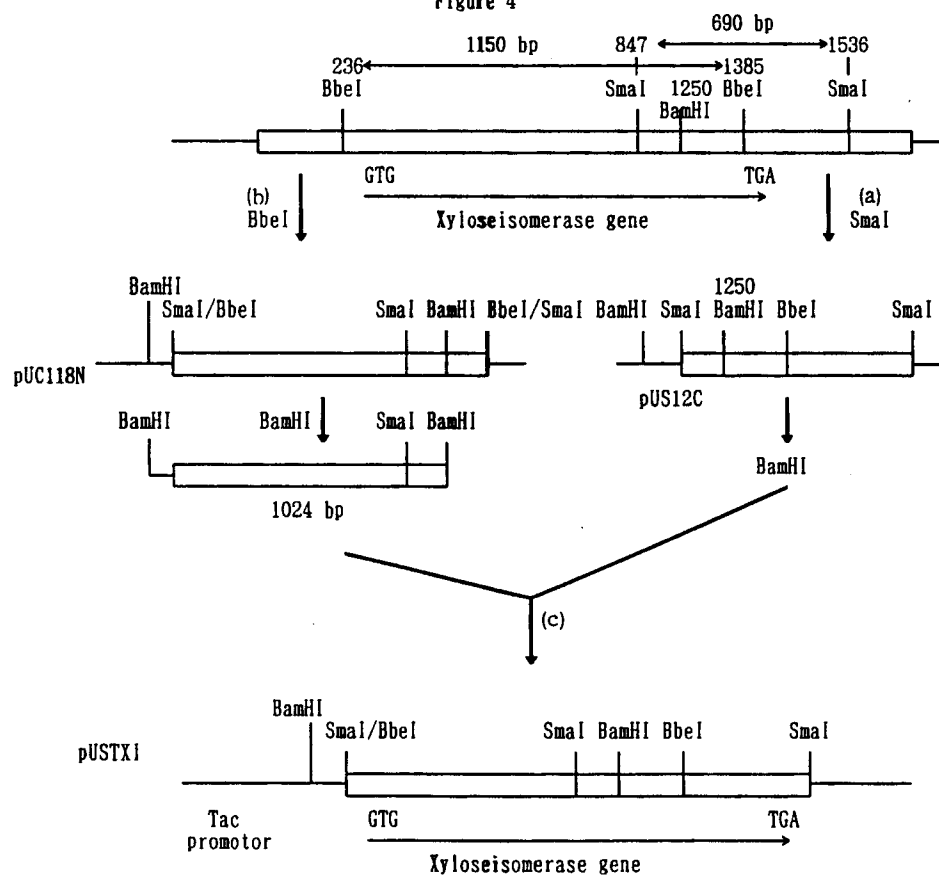 Figure 4
690 bp
1150 bp 847 1536
236 1385
BbeI SmaI 1250 BbeI SmaI
BamHI
GTG TGA
(b) (a)
BbeI Xyloseisomerase gene SmaI
BamHI 1250
SmaI/BbeI SmaI BamHI BbeI/SmaI BamHI SmaI BamHI BbeI SmaI
pUC118N pUS12C
BamHI BamHI SmaI BamHI
BamHI
1024 bp
(c)
BamHI
pUSTXI SmaI/BbeI SmaI BamHI BbeI SmaI
Tac GTG TGA
promotor
Xyloseisomerase gene